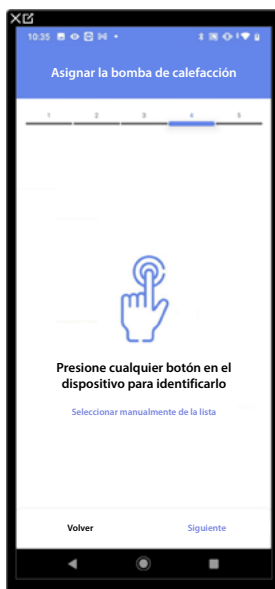 10:35
Asignar la bomba de calefacción
1 2 3 4 5
Presione cualquier botón en el
dispositivo para identificarlo
Seleccionar manualmente de la lista
Volver Siguiente